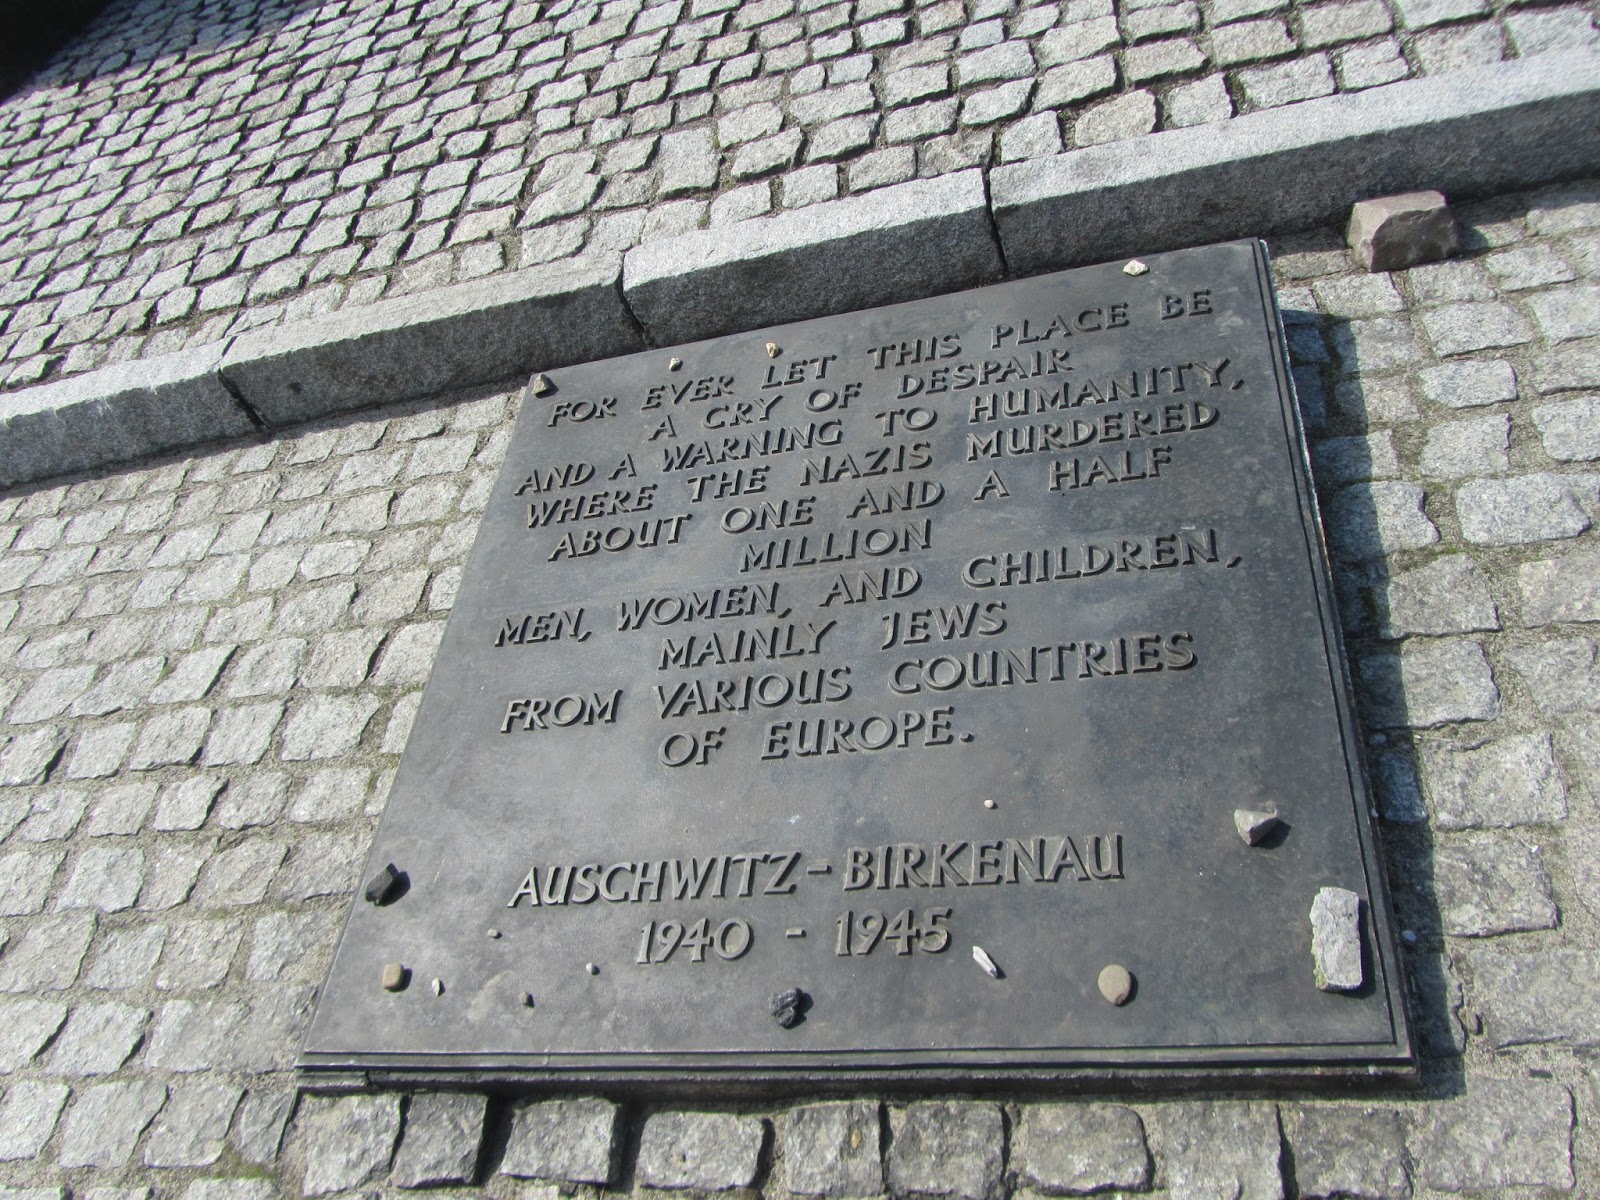 FOR EVER LET THIS PLACE BE
A CRY OF DESPAIR
AND A WARNING TO HUMANITY,
WHERE THE NAZIS MURDERED
ABOUT ONE AND A HALF
MILLION
MEN, WOMEN, AND CHILDREN,
MAINLY JEWS
FROM VARIOUS COUNTRIES
OF EUROPE.
AUSCHWITZ - BIRKENAU
1940 - 1945